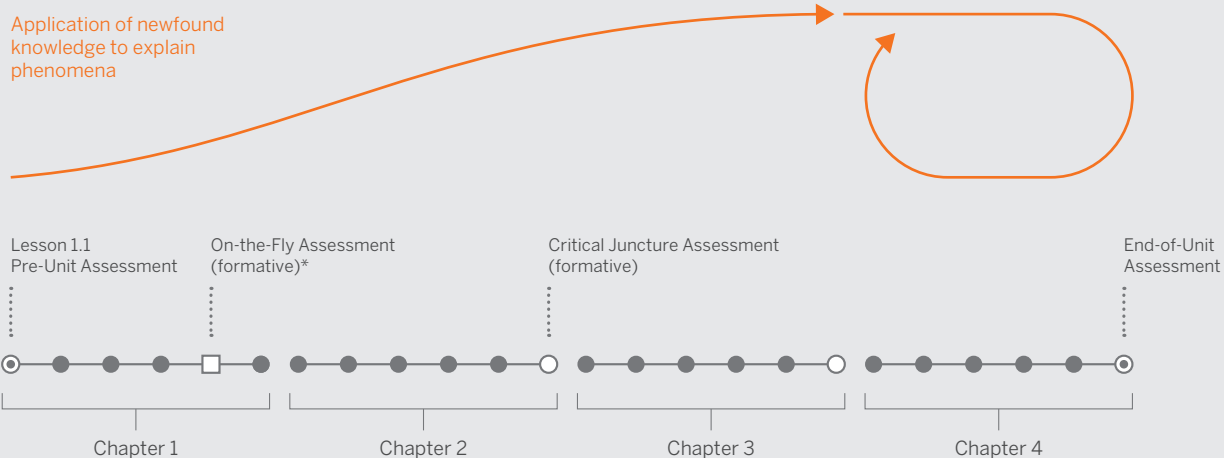 Application of newfound
knowledge to explain
phenomena
Lesson 1.1
Pre-Unit Assessment
On-the-Fly Assessment
(formative)*
Critical Juncture Assessment
(formative)
End-of-Unit
Assessment
Chapter 1
Chapter 2
Chapter 3
Chapter 4